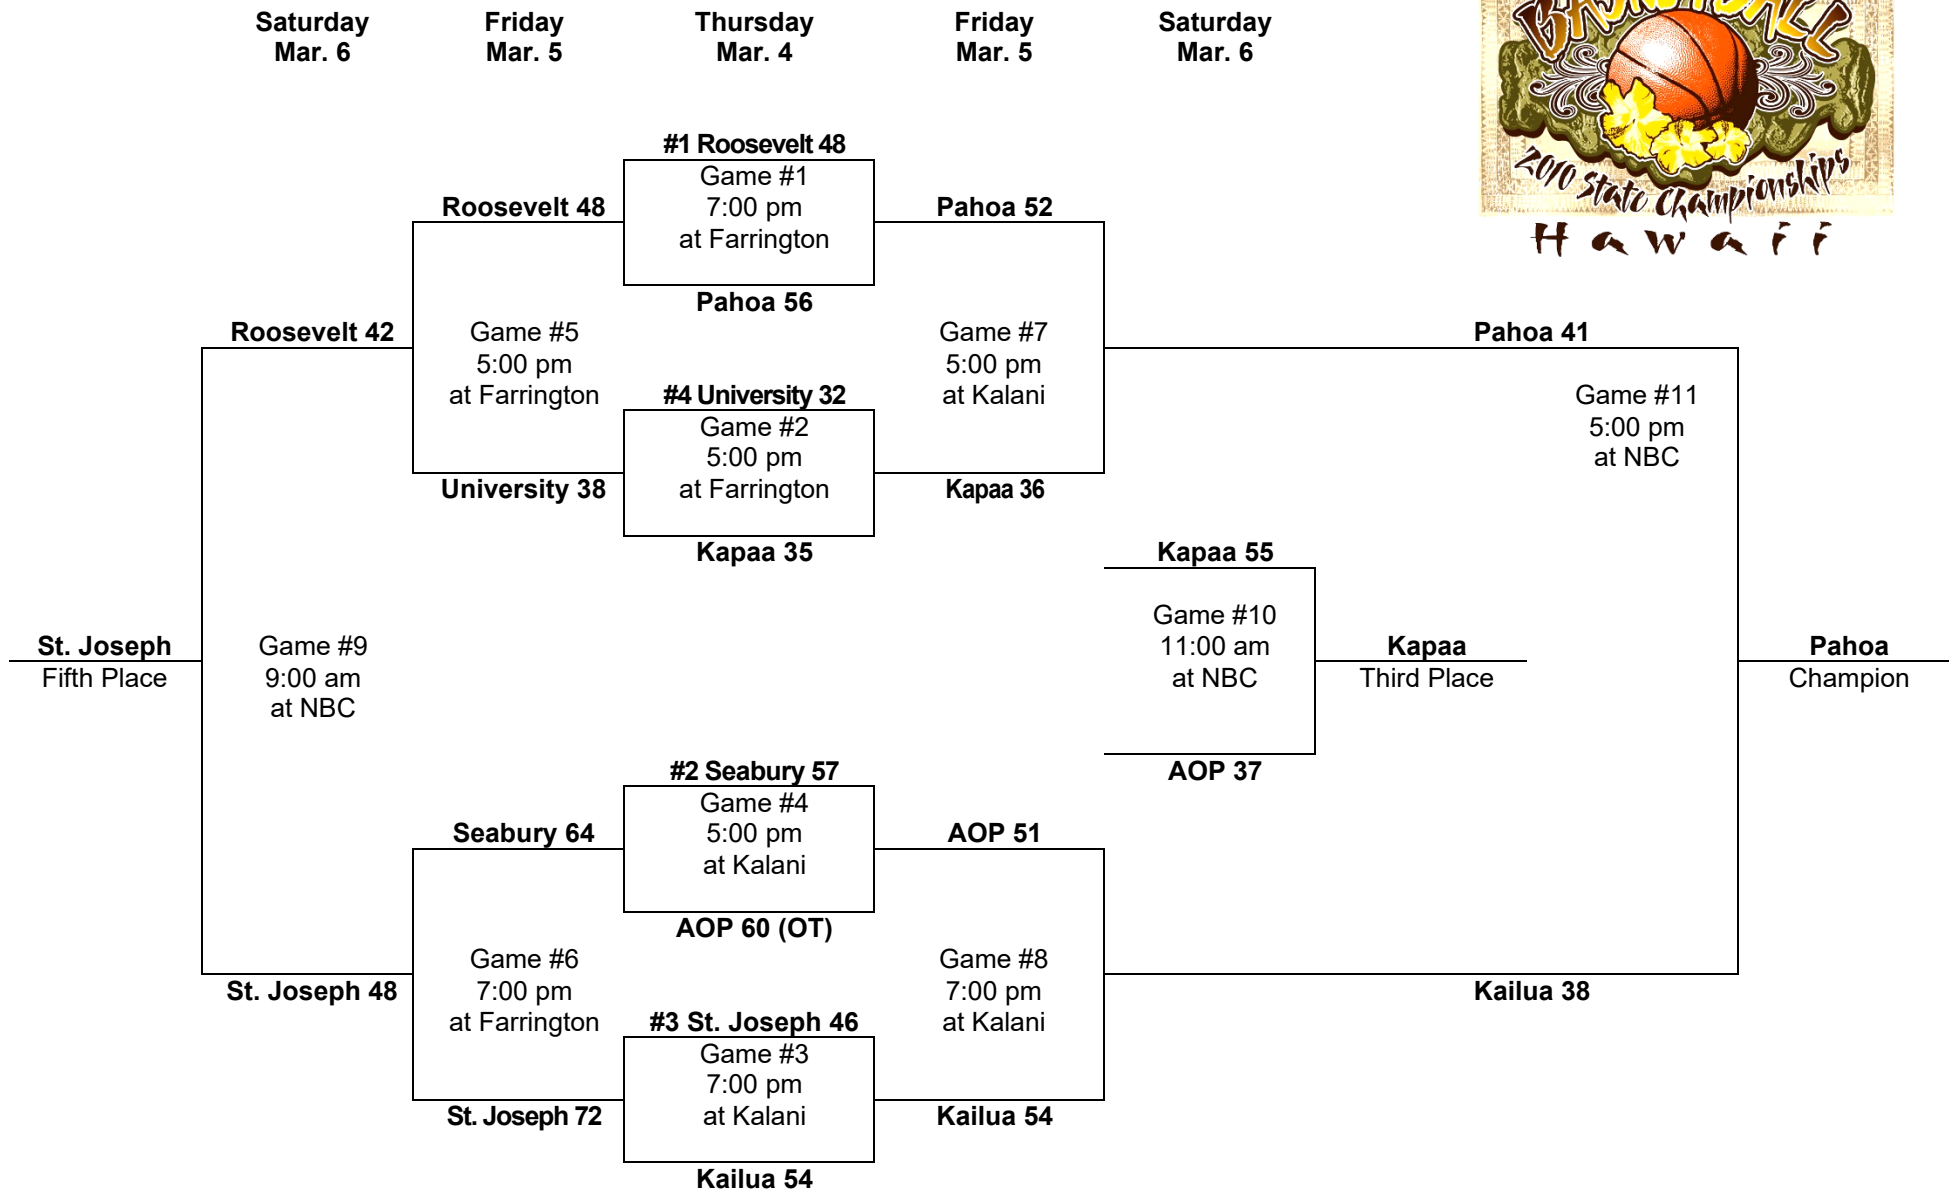 Saturday Friday Thursday Friday Saturday
Mar. 6 Mar. 5 Mar. 4 Mar. 5 Mar. 6
BASKETBALL
2010 State Championships
Hawaii
#1 Roosevelt 48
Game #1
7:00 pm
at Farrington
Pahoa 56
Roosevelt 48
Pahoa 52
Roosevelt 42
Game #5
5:00 pm
at Farrington
Game #7
5:00 pm
at Kalani
Pahoa 41
#4 University 32
Game #2
5:00 pm
at Farrington
Kapaa 35
Game #11
5:00 pm
at NBC
University 38
Kapaa 36
Kapaa 55
Game #10
11:00 am
at NBC
AOP 37
St. Joseph
Fifth Place
Game #9
9:00 am
at NBC
Kapaa
Third Place
Pahoa
Champion
#2 Seabury 57
Game #4
5:00 pm
at Kalani
AOP 60 (OT)
Seabury 64
AOP 51
Game #6
7:00 pm
at Farrington
Game #8
7:00 pm
at Kalani
St. Joseph 48
Kailua 38
#3 St. Joseph 46
Game #3
7:00 pm
at Kalani
Kailua 54
St. Joseph 72
Kailua 54